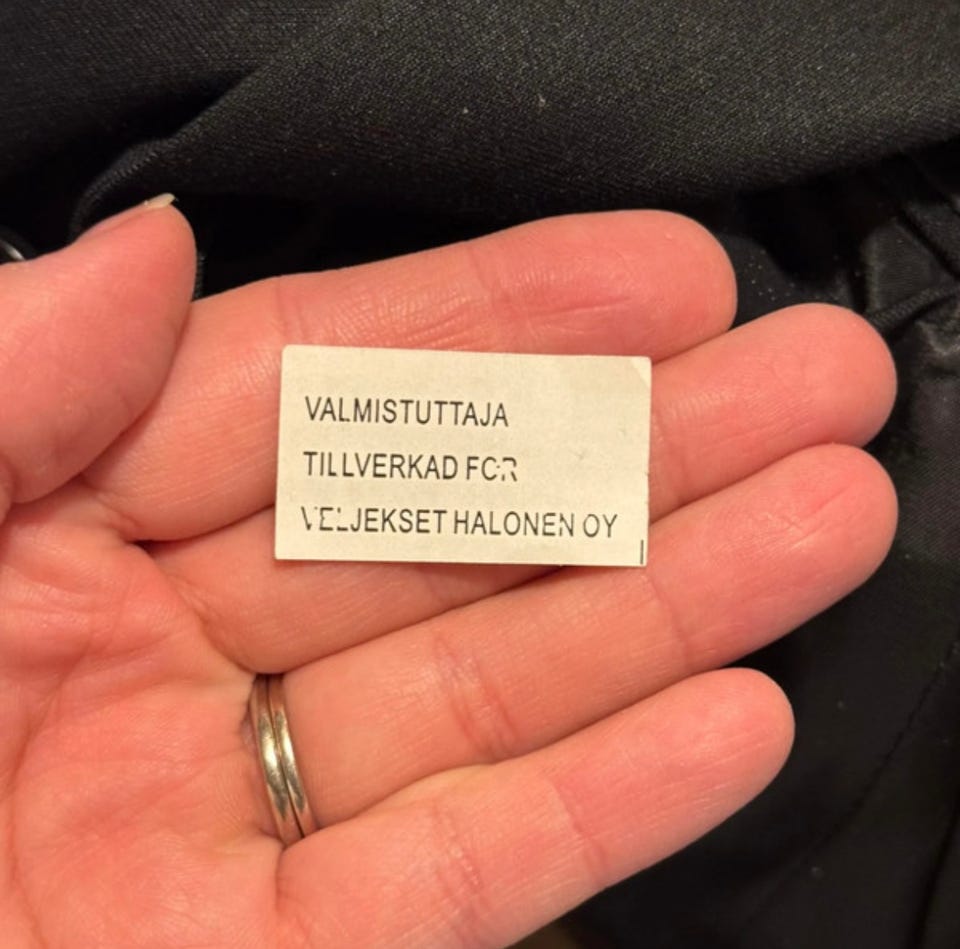 VALMISTUTTAJA
TILLVERKAD FOR
VELJEKSET HALONEN OY